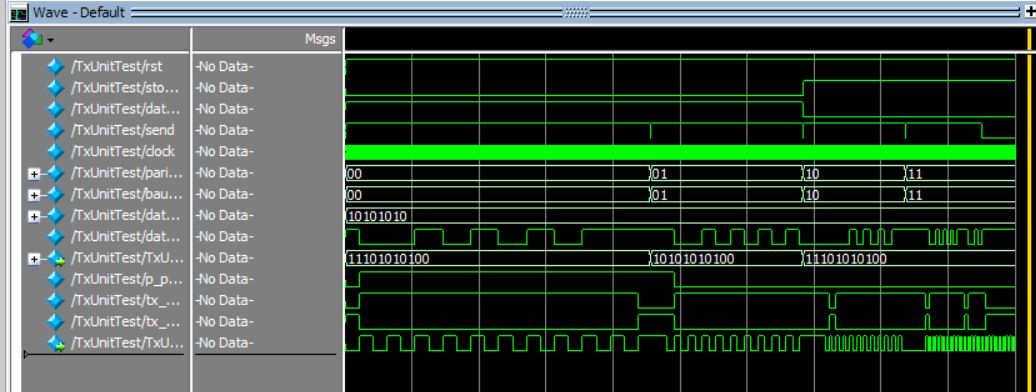 Wave - Default
Msgs
/TxUnitTest/rst -No Data-
/TxUnitTest/sto... -No Data-
/TxUnitTest/dat... -No Data-
/TxUnitTest/send -No Data-
/TxUnitTest/clock -No Data-
/TxUnitTest/pari... -No Data- 00 01 10 11
/TxUnitTest/bau... -No Data- 00 01 10 11
/TxUnitTest/dat... -No Data- 10101010
/TxUnitTest/dat... -No Data-
/TxUnitTest/TxU... -No Data- 11101010100 10101010100 11101010100
/TxUnitTest/p_p... -No Data-
/TxUnitTest/tx_... -No Data-
/TxUnitTest/tx_... -No Data-
/TxUnitTest/TxU... -No Data-